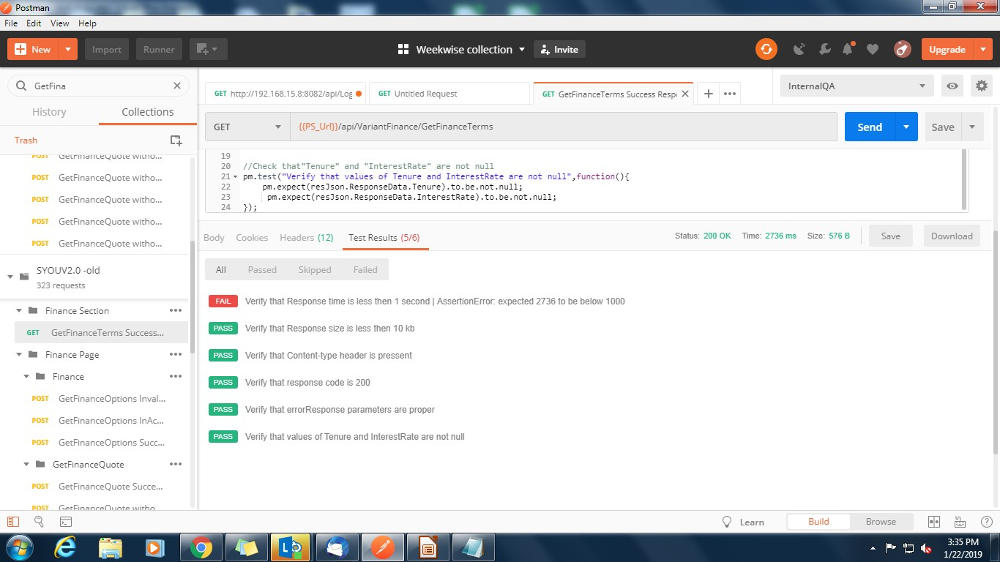 Postman
File Edit View Help
New Import Runner Weekwise collection Invite Upgrade
GetFina
History Collections
Trash
POST GetFinanceQuote witho...
POST GetFinanceQuote witho...
POST GetFinanceQuote witho...
POST GetFinanceQuote witho...
POST GetFinanceQuote witho...
SYOUV2.0 -old
323 requests
Finance Section
GET GetFinanceTerms Success...
Finance Page
Finance
POST GetFinanceOptions Inval...
POST GetFinanceOptions InAc...
POST GetFinanceOptions Succ...
GetFinanceQuote
POST GetFinanceQuote Succe...
POST GetFinanceQuote witho
GET http://192.168.15.8:8082/api/Log GET Untitled Request GET GetFinanceTerms Success Resp InternalQA
GET {{PS_Url}}/api/VariantFinance/GetFinanceTerms Send Save
19
20 //Check that"Tenure" and "InterestRate" are not null
21 pm.test("Verify that values of Tenure and InterestRate are not null",function(){
22 pm.expect(resJson.ResponseData.Tenure).to.be.not.null;
23 pm.expect(resJson.ResponseData.InterestRate).to.be.not.null;
24 });
Body Cookies Headers (12) Test Results (5/6) Status: 200 OK Time: 2736 ms Size: 576 B Save Download
All Passed Skipped Failed
FAIL Verify that Response time is less then 1 second | AssertionError: expected 2736 to be below 1000
PASS Verify that Response size is less then 10 kb
PASS Verify that Content-type header is pressent
PASS Verify that response code is 200
PASS Verify that errorResponse parameters are proper
PASS Verify that values of Tenure and InterestRate are not null
Learn Build Browse
3:35 PM
1/22/2019